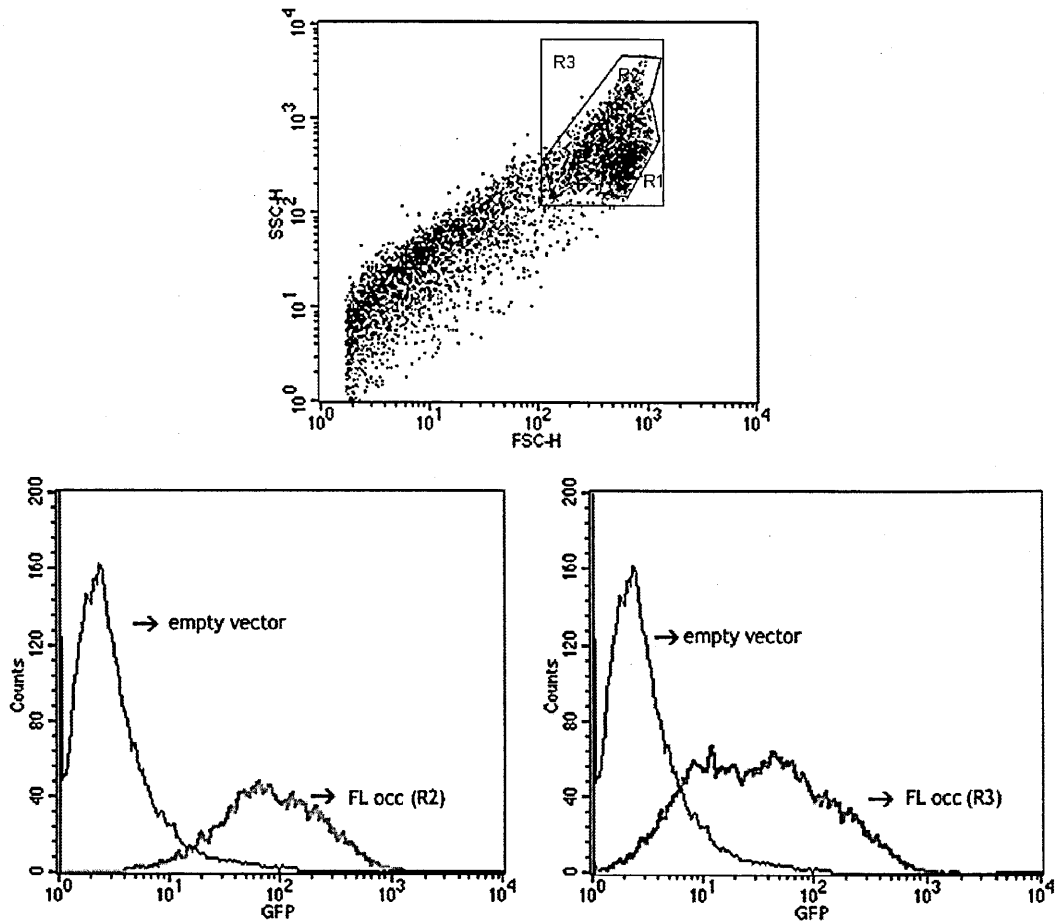 10^4
10^3
10^2
10^1
10^0
SSC-H
R3
R2
R1
10^0 10^1 10^2 10^3 10^4
FSC-H
200
160
120
80
40
0
Counts
→ empty vector
→ FL occ (R2)
10^0 10^1 10^2 10^3 10^4
GFP
200
160
120
80
40
0
Counts
→ empty vector
→ FL occ (R3)
10^0 10^1 10^2 10^3 10^4
GFP